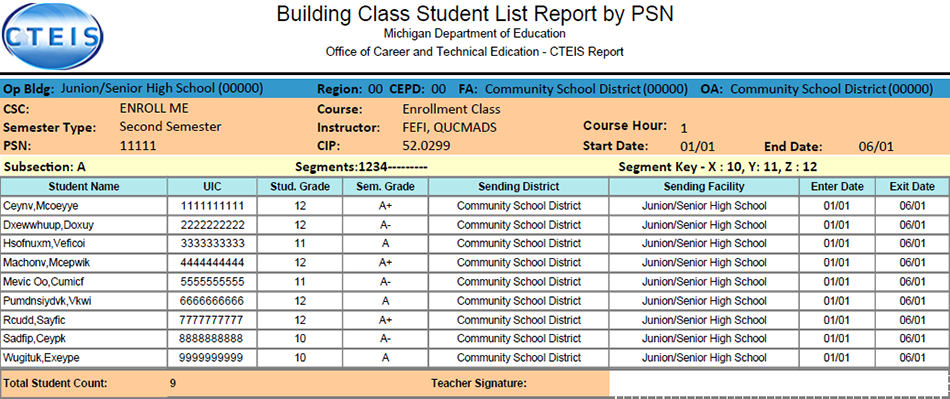 CTEIS
Building Class Student List Report by PSN
Michigan Department of Education
Office of Career and Technical Edication - CTEIS Report
Op Bldg: Junior/Senior High School (00000) Region: 00 CEPD: 00 FA: Community School District (00000) OA: Community School District (00000)
CSC: ENROLL ME Course: Enrollment Class
Semester Type: Second Semester Instructor: FEFI, QUCMADS Course Hour: 1
PSN: 11111 CIP: 52.0299 Start Date: 01/01 End Date: 06/01
Subsection: A Segments:1234--------- Segment Key - X : 10, Y: 11, Z : 12
Student Name UIC Stud. Grade Sem. Grade Sending District Sending Facility Enter Date Exit Date
Ceynv,Mcoeyye 1111111111 12 A+ Community School District Junior/Senior High School 01/01 06/01
Dxewwhuup,Doxuy 2222222222 12 A- Community School District Junior/Senior High School 01/01 06/01
Hsofnuxm,Veficoi 3333333333 11 A Community School District Junior/Senior High School 01/01 06/01
Machonv,Mcepwik 4444444444 12 A+ Community School District Junior/Senior High School 01/01 06/01
Mevic Oo,Cumicf 5555555555 11 A- Community School District Junior/Senior High School 01/01 06/01
Pumdnsiydvk,Vkwi 6666666666 12 A Community School District Junior/Senior High School 01/01 06/01
Rcudd,Sayfic 7777777777 12 A+ Community School District Junior/Senior High School 01/01 06/01
Sadfip,Ceypk 8888888888 10 A- Community School District Junior/Senior High School 01/01 06/01
Wugituk,Exeype 9999999999 10 A Community School District Junior/Senior High School 01/01 06/01
Total Student Count: 9 Teacher Signature: